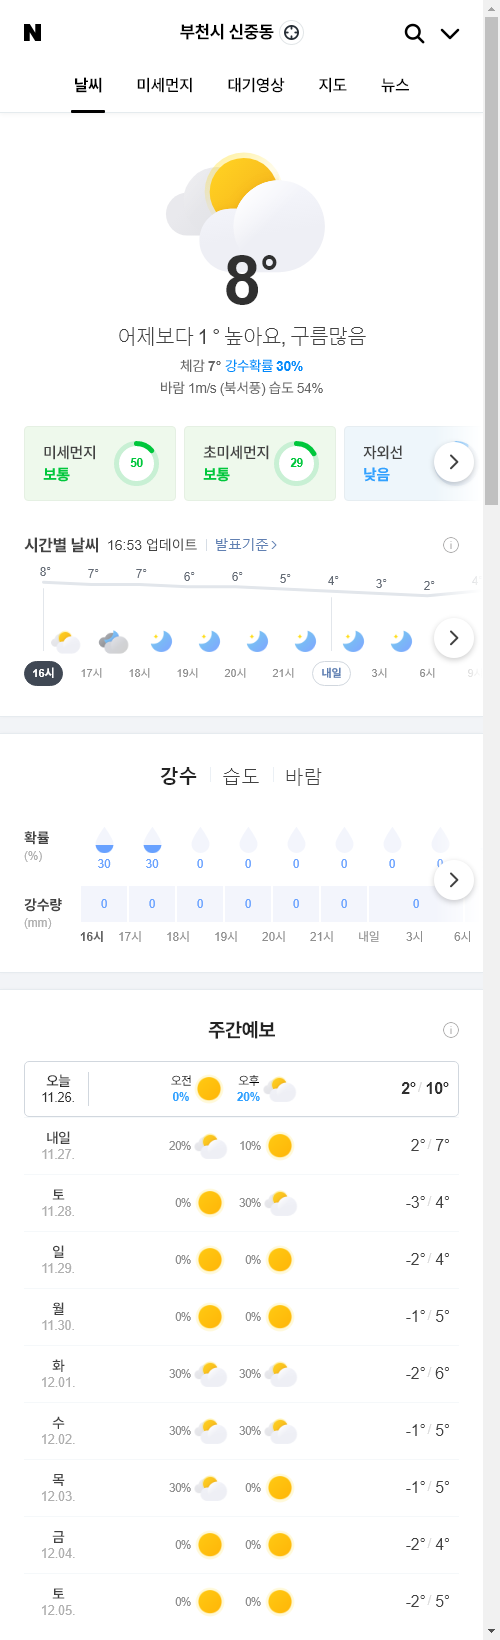 N 부천시 신중동
날씨 미세먼지 대기영상 지도 뉴스
8°
어제보다 1 ° 높아요, 구름많음
체감 7° 강수확률 30%
바람 1m/s (북서풍) 습도 54%
미세먼지 보통 50
초미세먼지 보통 29
자외선 낮음
시간별 날씨 16:53 업데이트 발표기준 >
8° 7° 7° 6° 6° 5° 4° 3° 2° 4°
16시 17시 18시 19시 20시 21시 내일 3시 6시 9시
강수 습도 바람
확률 (%) 30 30 0 0 0 0 0 0
강수량 (mm) 0 0 0 0 0 0 0
16시 17시 18시 19시 20시 21시 내일 3시 6시
주간예보
오늘 11.26. 오전 0% 오후 20% 2° / 10°
내일 11.27. 20% 10% 2° / 7°
토 11.28. 0% 30% -3° / 4°
일 11.29. 0% 0% -2° / 4°
월 11.30. 0% 0% -1° / 5°
화 12.01. 30% 30% -2° / 6°
수 12.02. 30% 30% -1° / 5°
목 12.03. 30% 0% -1° / 5°
금 12.04. 0% 0% -2° / 4°
토 12.05. 0% 0% -2° / 5°